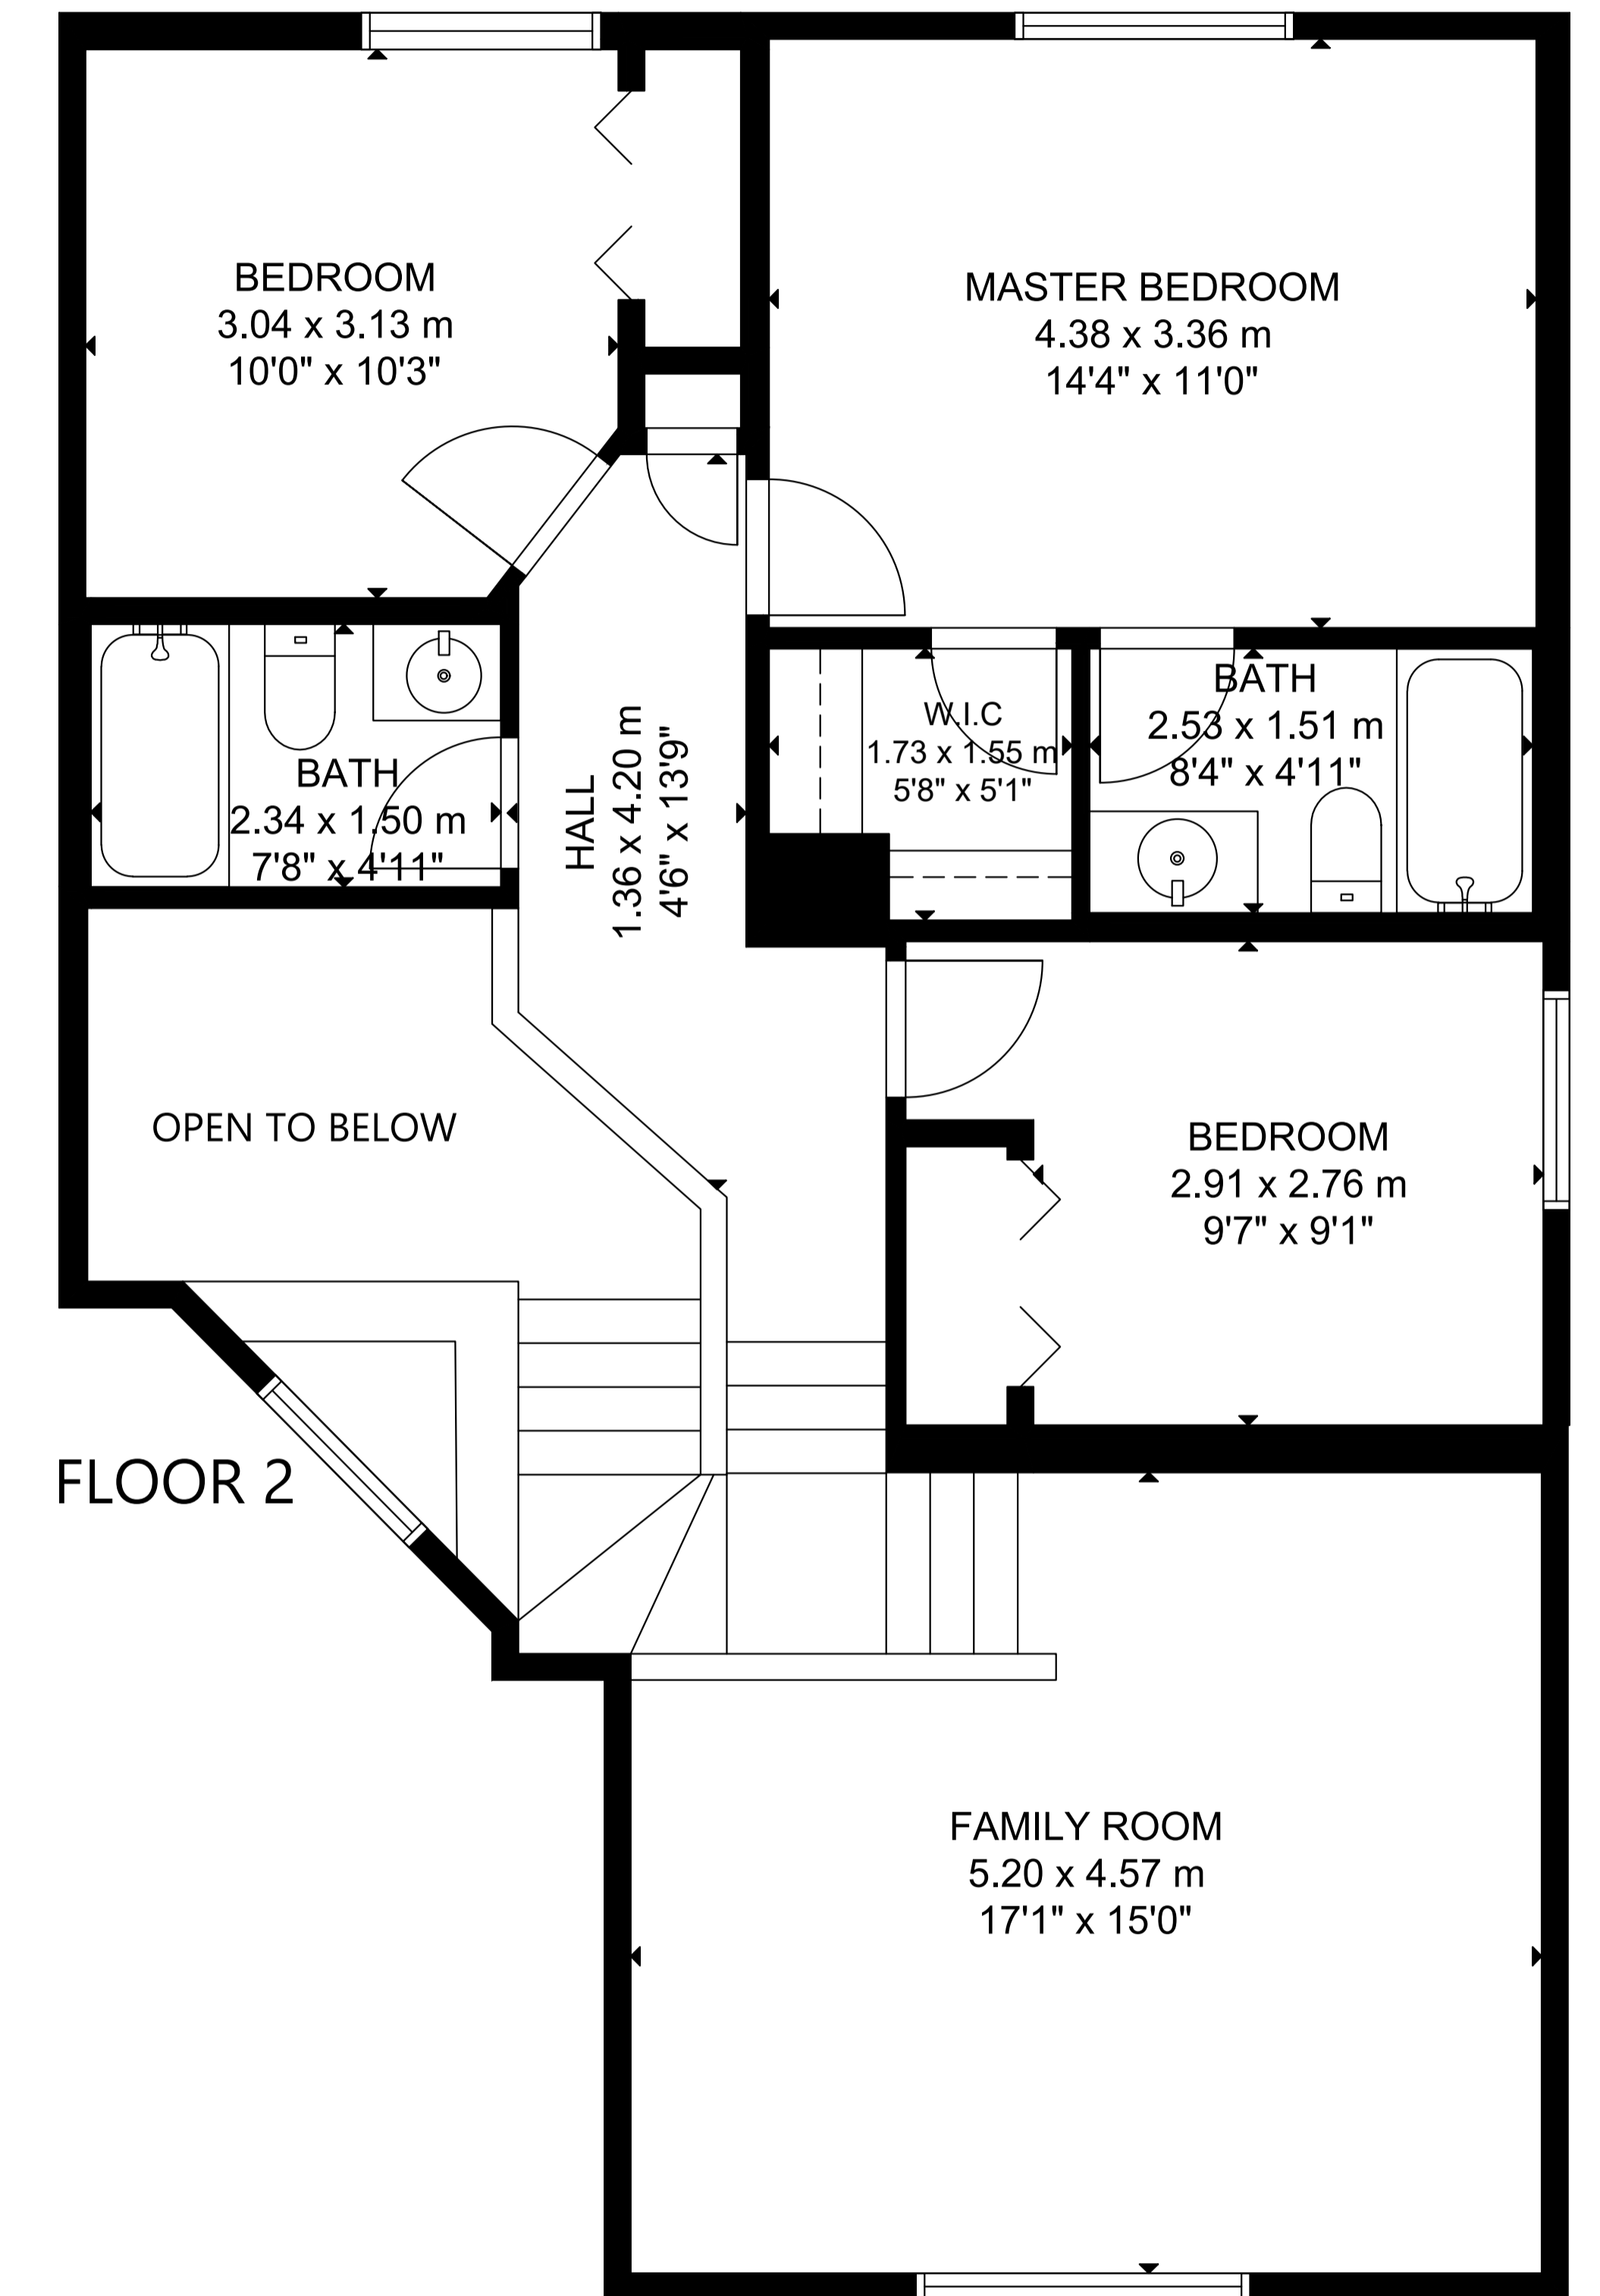 BEDROOM
3.04 x 3.13 m
10'0" x 10'3"
MASTER BEDROOM
4.38 x 3.36 m
14'4" x 11'0"
BATH
2.34 x 1.50 m
7'8" x 4'11"
HALL
1.36 x 4.20 m
4'6" x 13'9"
W.I.C
1.73 x 1.55 m
5'8" x 5'1"
BATH
2.53 x 1.51 m
8'4" x 4'11"
OPEN TO BELOW
BEDROOM
2.91 x 2.76 m
9'7" x 9'1"
FLOOR 2
FAMILY ROOM
5.20 x 4.57 m
17'1" x 15'0"